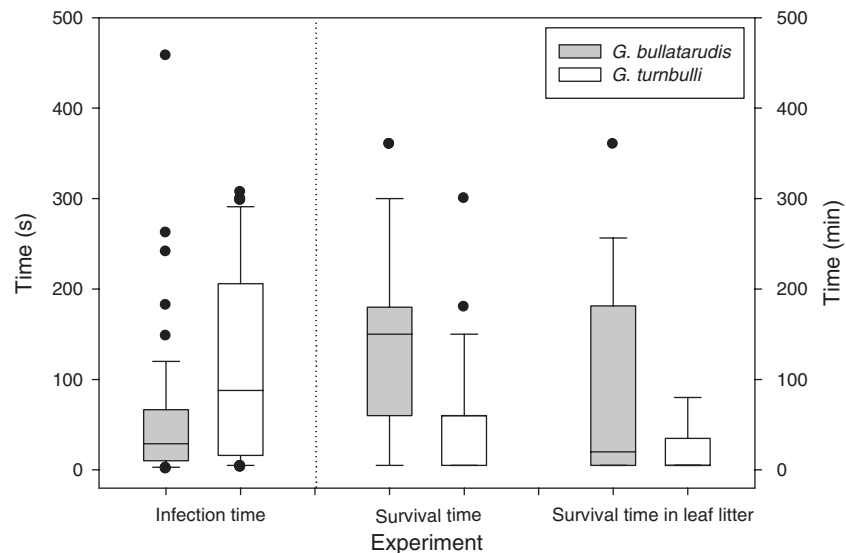 500
400
300
200
100
0
Time (s)
500
400
300
200
100
0
Time (min)
G. bullatarudis
G. turnbulli
Infection time
Survival time
Survival time in leaf litter
Experiment